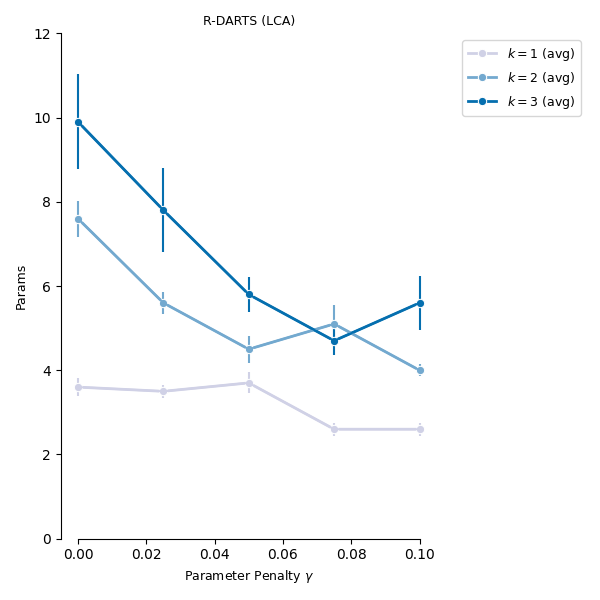 R-DARTS (LCA)
k = 1 (avg)
k = 2 (avg)
k = 3 (avg)
12
10
8
6
4
2
0
Params
0.00 0.02 0.04 0.06 0.08 0.10
Parameter Penalty γ